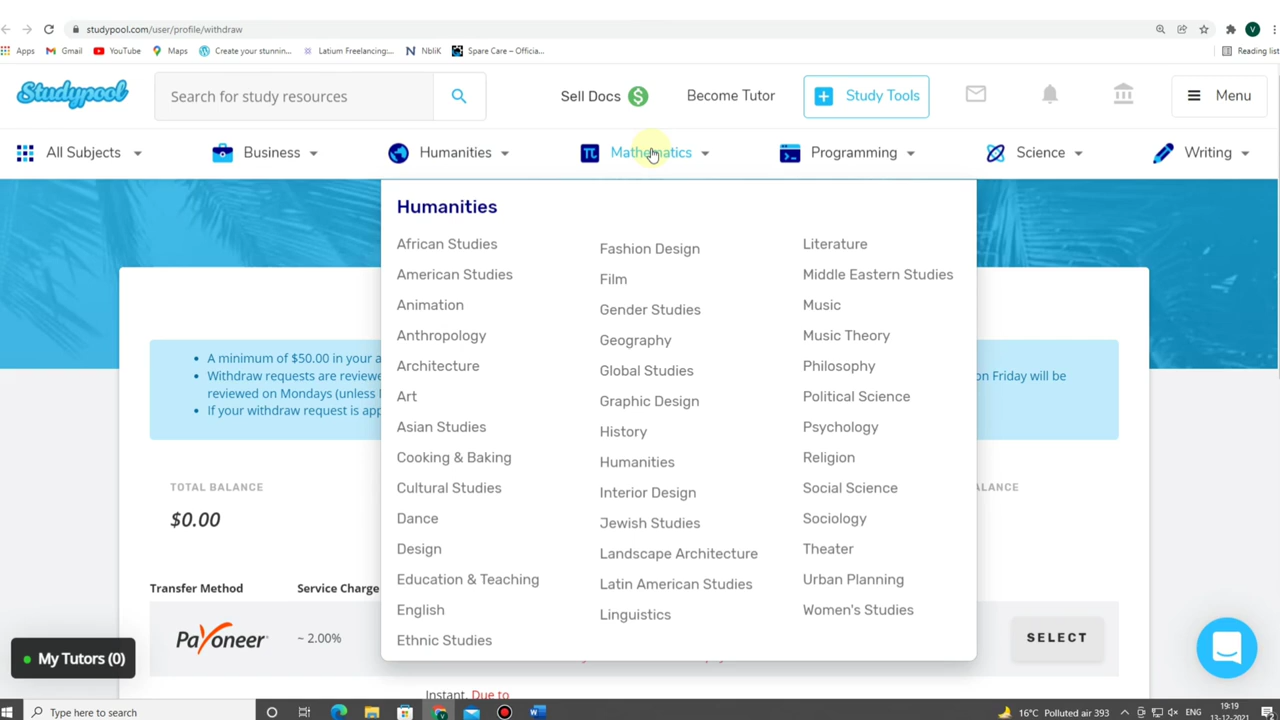 studypool.com/user/profile/withdraw
Apps Gmail YouTube Maps Create your stunnin... Latium Freelancing:... NbliK Spare Care – Officia... Reading list
Studypool
Search for study resources
Sell Docs $
Become Tutor
Study Tools
Menu
All Subjects Business Humanities Mathematics Programming Science Writing
Humanities
African Studies
American Studies
Animation
Anthropology
Architecture
Art
Asian Studies
Cooking & Baking
Cultural Studies
Dance
Design
Education & Teaching
English
Ethnic Studies
Fashion Design
Film
Gender Studies
Geography
Global Studies
Graphic Design
History
Humanities
Interior Design
Jewish Studies
Landscape Architecture
Latin American Studies
Linguistics
Literature
Middle Eastern Studies
Music
Music Theory
Philosophy
Political Science
Psychology
Religion
Social Science
Sociology
Theater
Urban Planning
Women's Studies
A minimum of $50.00 in your a
Withdraw requests are reviewe on Friday will be
reviewed on Mondays (unless
If your withdraw request is app
TOTAL BALANCE
$0.00
ALANCE
Transfer Method Service Charge
Payoneer ~ 2.00% SELECT
Instant. Due to
My Tutors (0)
Type here to search
16°C Polluted air 393
ENG
19:19
13-12-2021
V